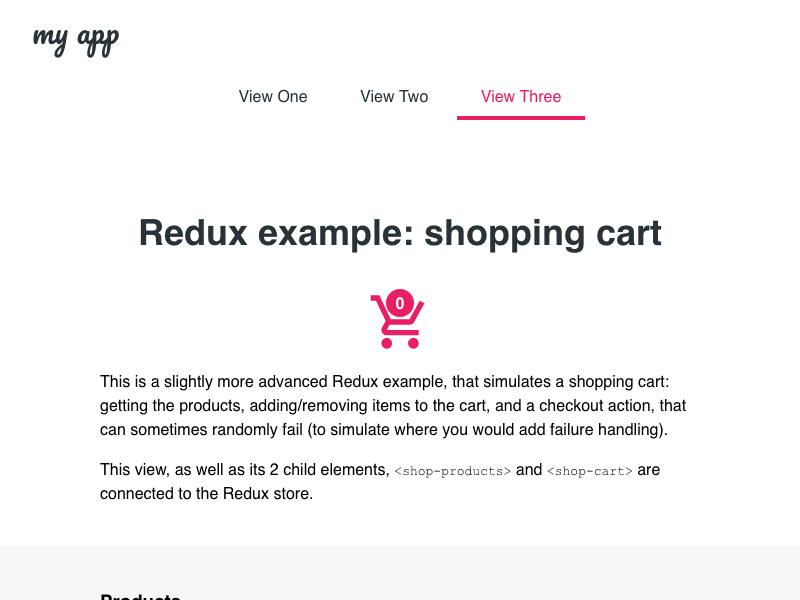 my app
View One View Two View Three
Redux example: shopping cart
0
This is a slightly more advanced Redux example, that simulates a shopping cart:
getting the products, adding/removing items to the cart, and a checkout action, that
can sometimes randomly fail (to simulate where you would add failure handling).
This view, as well as its 2 child elements, <shop-products> and <shop-cart> are
connected to the Redux store.
Products